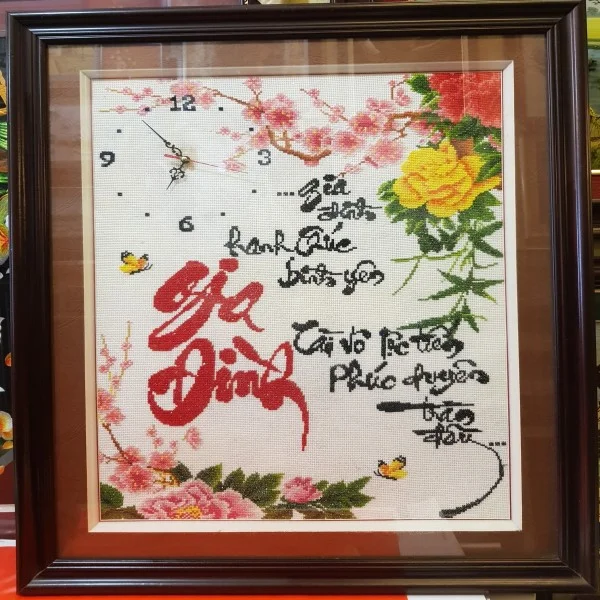 12
9
3
6
... gia
đình
hạnh phúc
bình yên
Gia
Đình
Tài vô lộc tiến
Phúc duyên
tràn
đầy ...